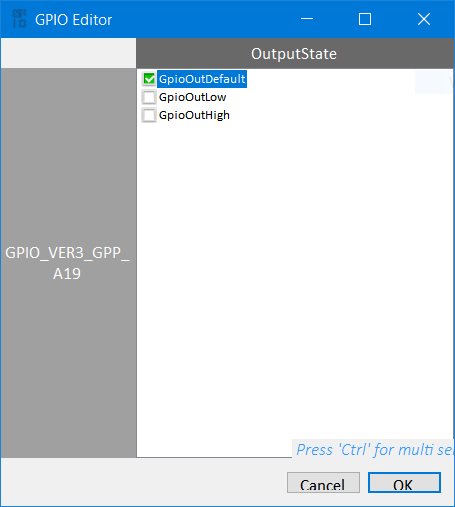 GPIO Editor
OutputState
GpioOutDefault
GpioOutLow
GpioOutHigh
GPIO_VER3_GPP_
A19
Press 'Ctrl' for multi se
Cancel
OK